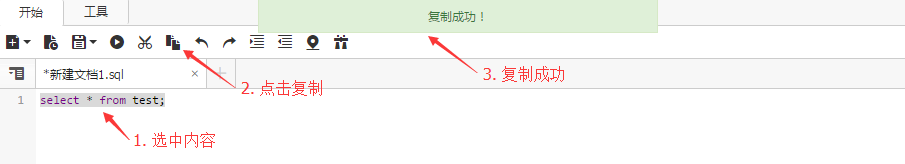 开始 工具
复制成功！
3. 复制成功
*新建文档1.sql ×
2. 点击复制
1 select * from test;
1. 选中内容